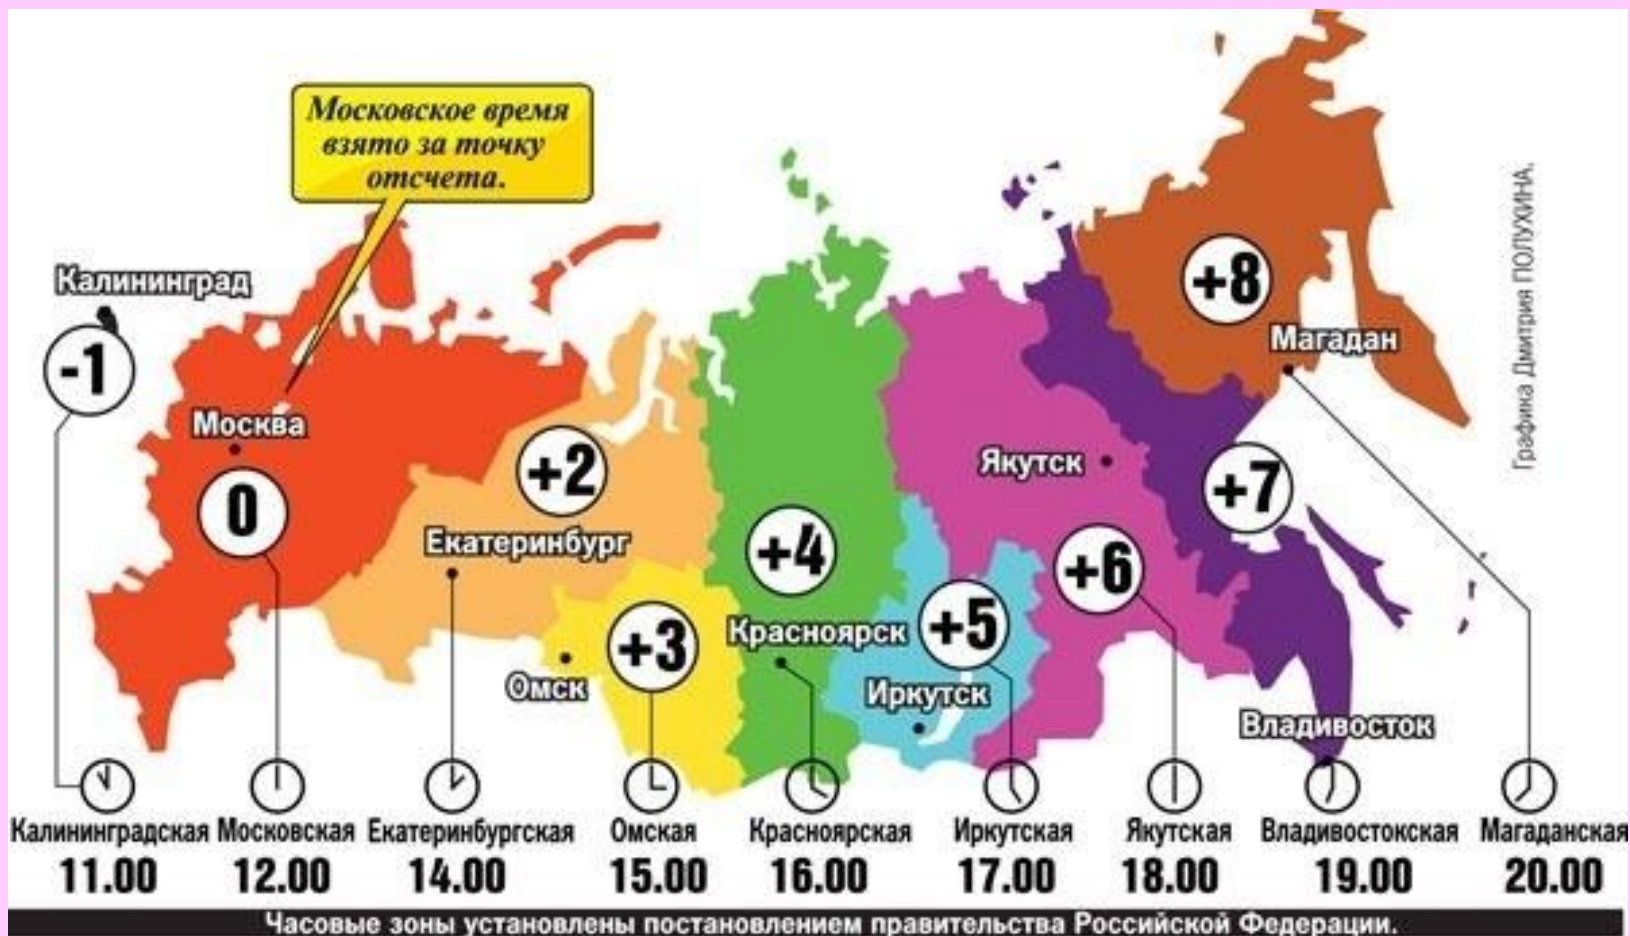 Московское время
взято за точку
отсчета.
Калининград
-1
Москва
0
+2
Екатеринбург
Омск
+3
+4
Красноярск
+5
Иркутск
Якутск
+6
+7
Владивосток
+8
Магадан
Графика Дмитрия ПОЛУХИНА.
Калининградская Московская Екатеринбургская Омская Красноярская Иркутская Якутская Владивостокская Магаданская
11.00 12.00 14.00 15.00 16.00 17.00 18.00 19.00 20.00
Часовые зоны установлены постановлением правительства Российской Федерации.